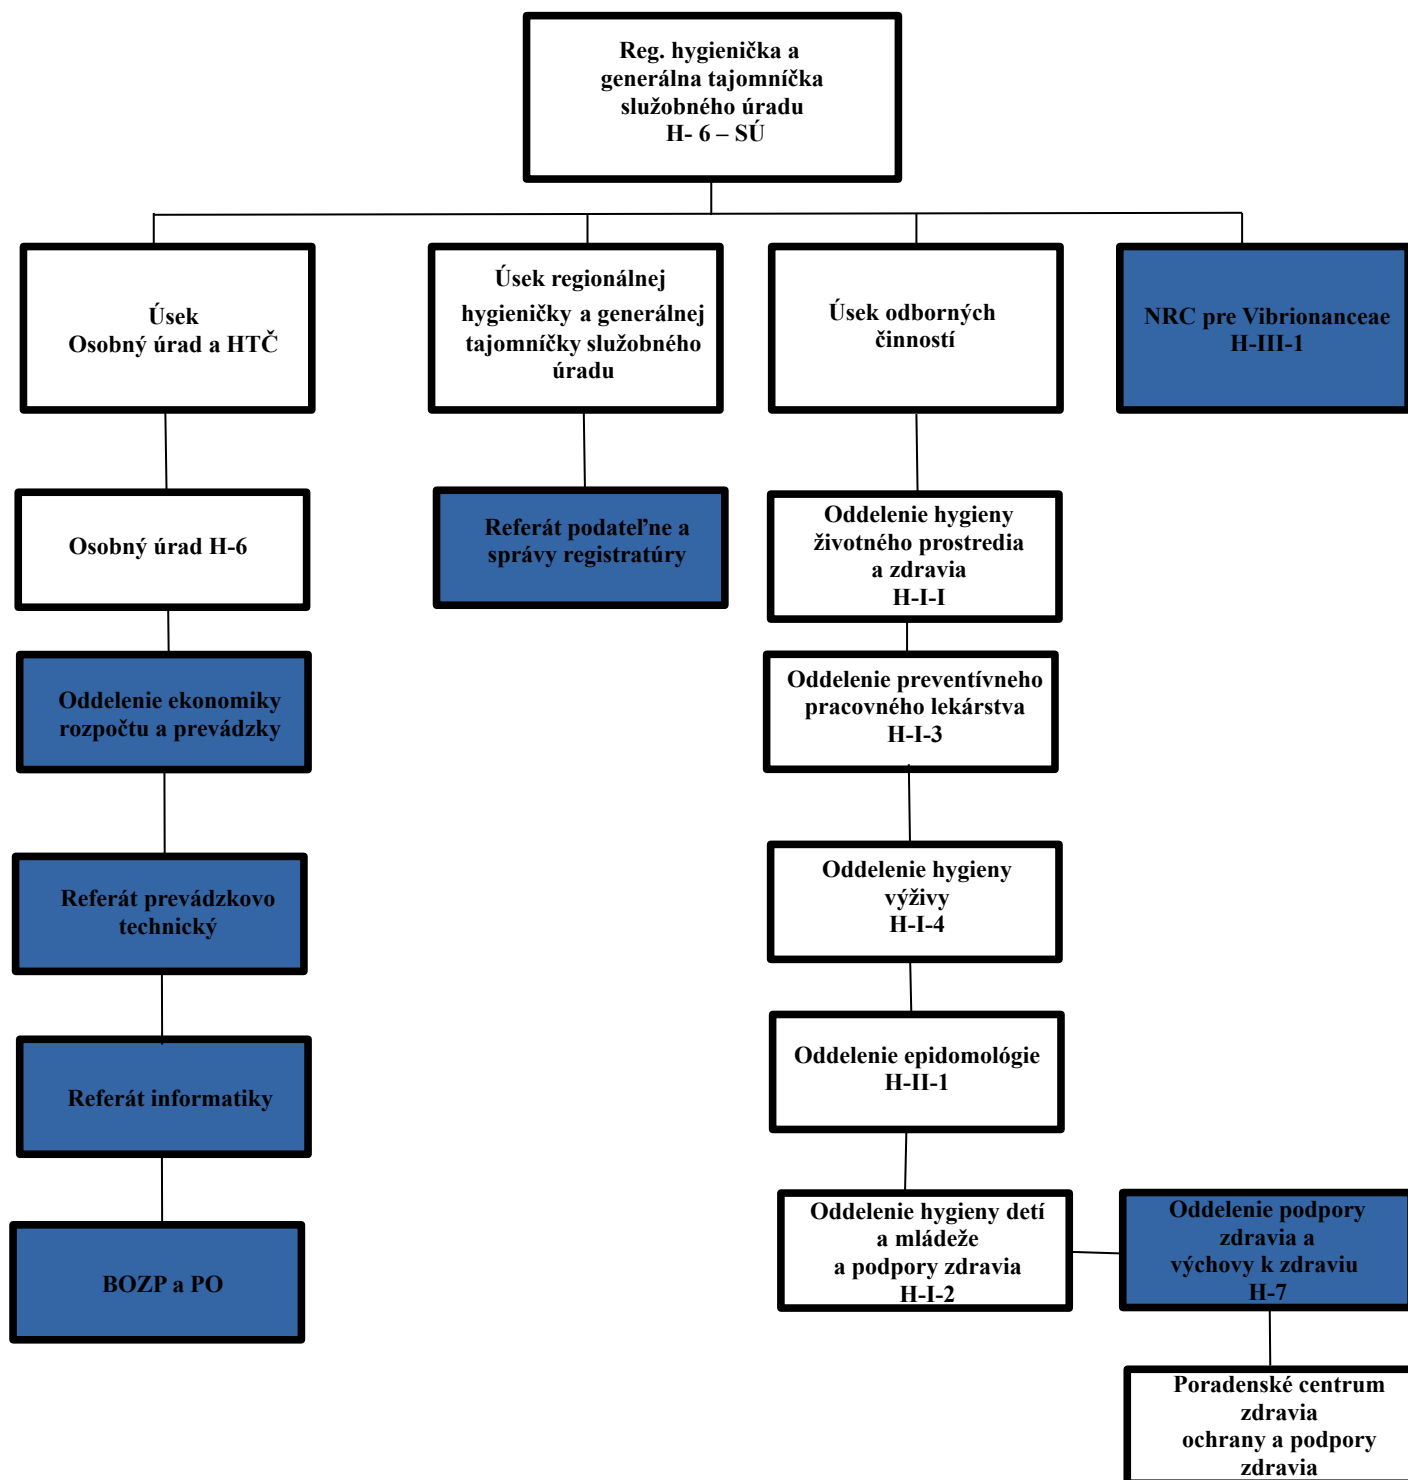 Reg. hygienička a
generálna tajomníčka
služobného úradu
H- 6 – SÚ
Úsek
Osobný úrad a HTČ
Úsek regionálnej
hygieničky a generálnej
tajomníčky služobného
úradu
Úsek odborných
činností
NRC pre Vibrionanceae
H-III-1
Osobný úrad H-6
Referát podateľne a
správy registratúry
Oddelenie hygieny
životného prostredia
a zdravia
H-I-I
Oddelenie ekonomiky
rozpočtu a prevádzky
Oddelenie preventívneho
pracovného lekárstva
H-I-3
Referát prevádzkovo
technický
Oddelenie hygieny
výživy
H-I-4
Referát informatiky
Oddelenie epidomológie
H-II-1
BOZP a PO
Oddelenie hygieny detí
a mládeže
a podpory zdravia
H-I-2
Oddelenie podpory
zdravia a
výchovy k zdraviu
H-7
Poradenské centrum
zdravia
ochrany a podpory
zdravia